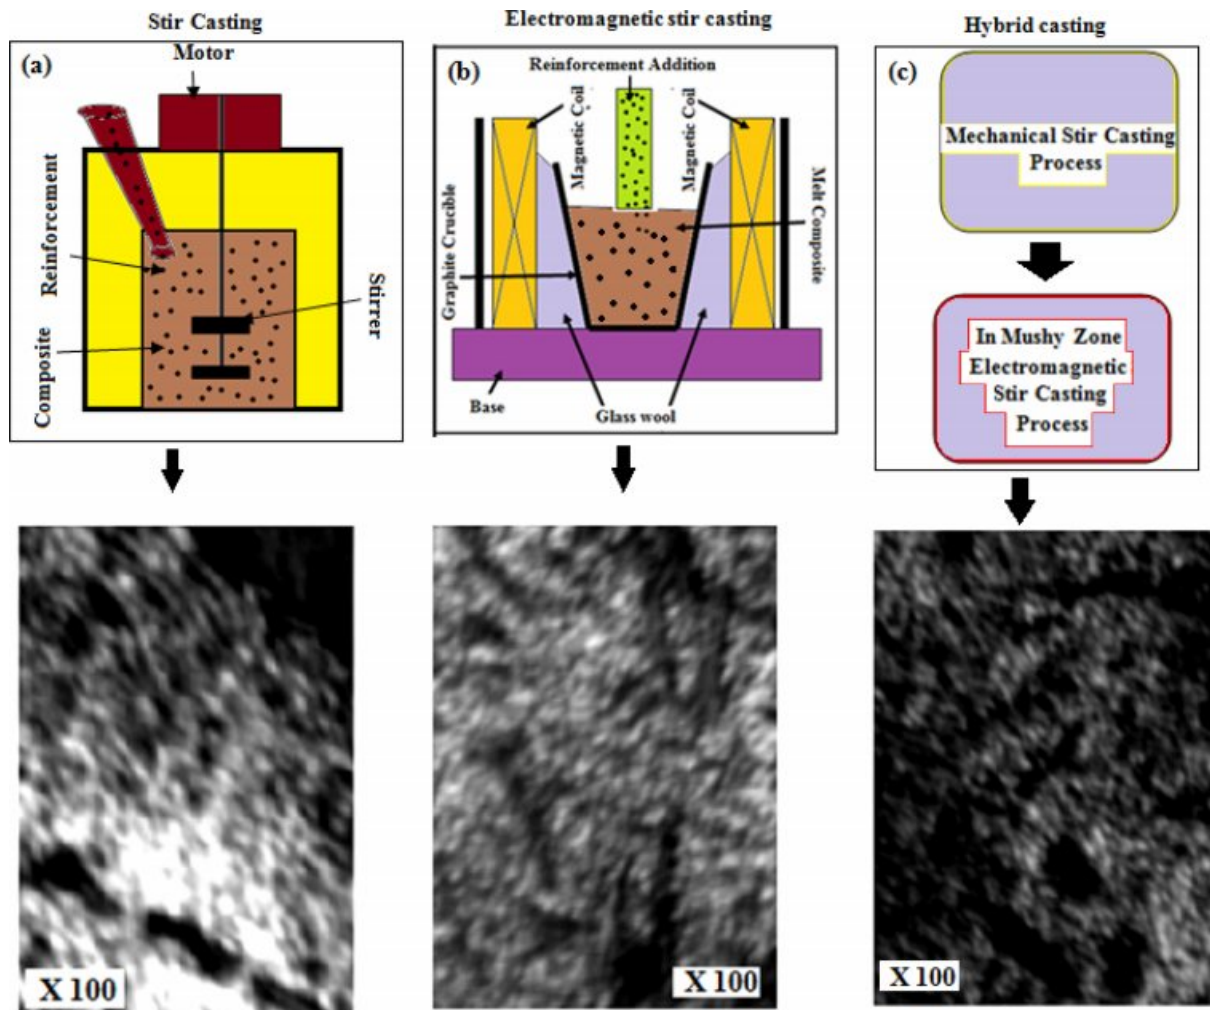 Stir Casting
(a)
Motor
Reinforcement
Composite
Stirrer
X 100
Electromagnetic stir casting
(b)
Reinforcement Addition
Magnetic Coil
Magnetic Coil
Graphite Crucible
Melt Composite
Base
Glass wool
X 100
Hybrid casting
(c)
Mechanical Stir Casting
Process
In Mushy Zone
Electromagnetic
Stir Casting
Process
X 100